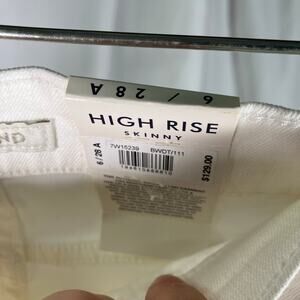 6 / 28 A
HIGH RISE
SKINNY
7W15239 BWDT/111
6 / 28 A
$129.00
ND